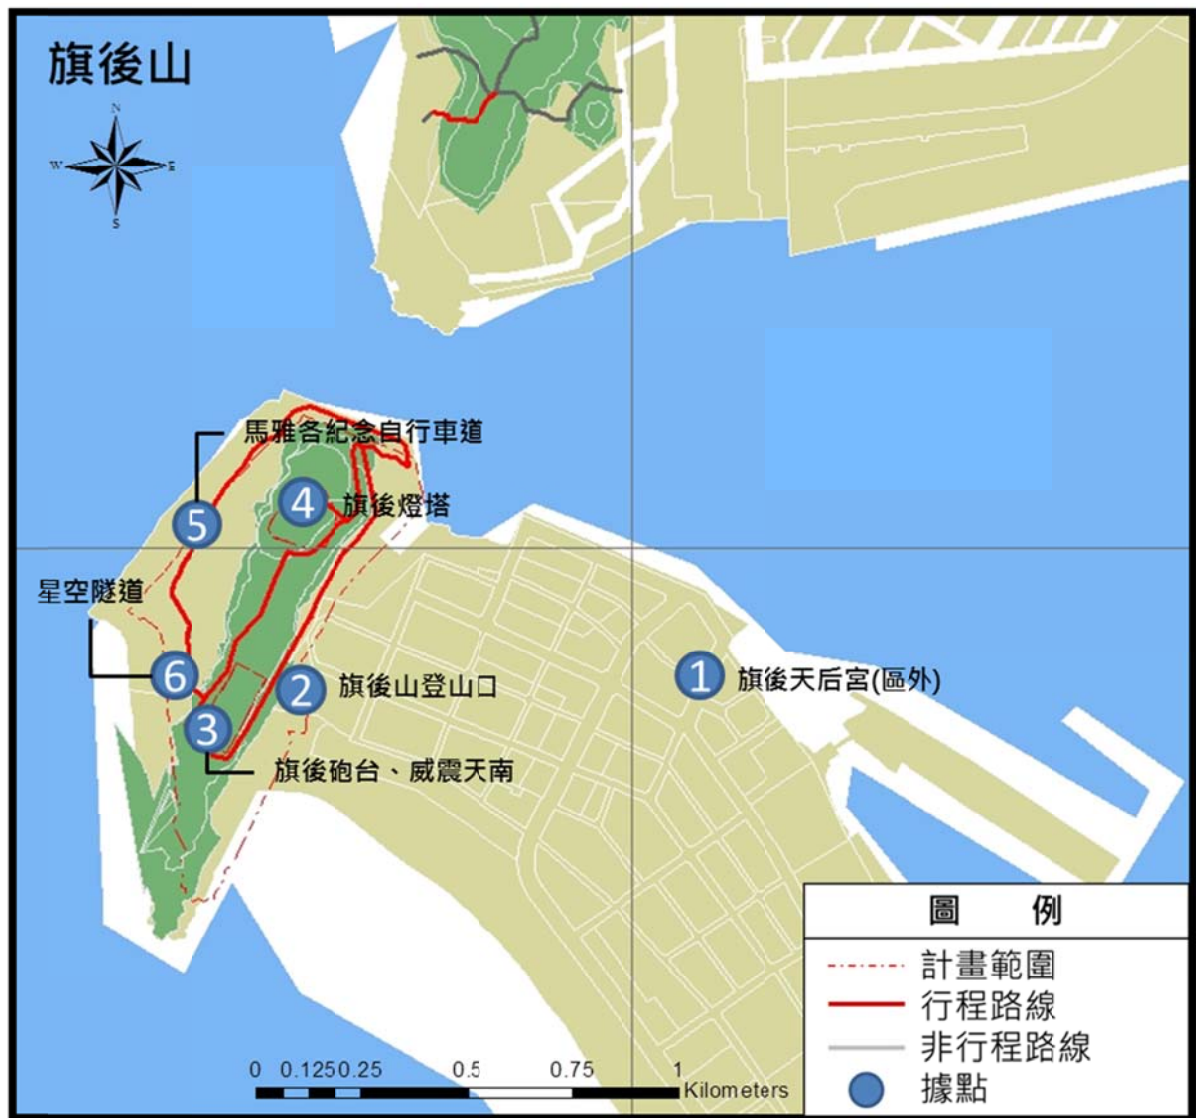 旗後山
N
W
E
S
馬雅各紀念自行車道
4
旗後燈塔
5
星空隧道
6
2
旗後山登山口
1
旗後天后宮(區外)
3
旗後砲台、威震天南
圖 例
計畫範圍
行程路線
非行程路線
據點
0 0.125 0.25 0.5 0.75 1
Kilometers